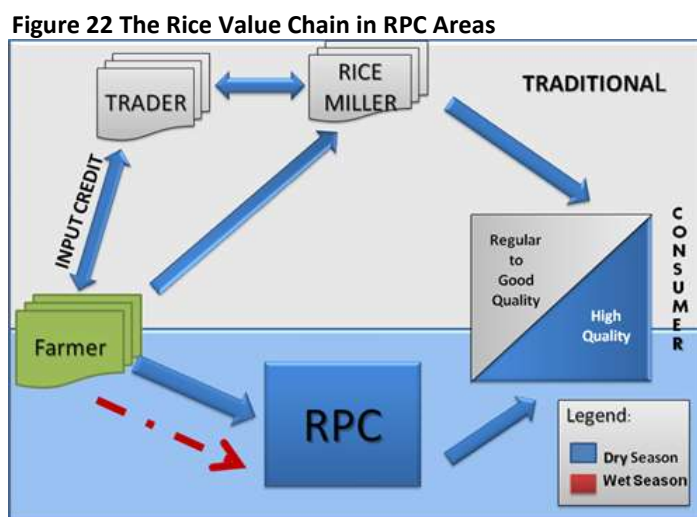 Figure 22 The Rice Value Chain in RPC Areas
TRADER
RICE
MILLER
TRADITIONAL
INPUT CREDIT
Farmer
RPC
Regular
to
Good
Quality
High
Quality
CONSUMER
Legend:
Dry Season
Wet Season